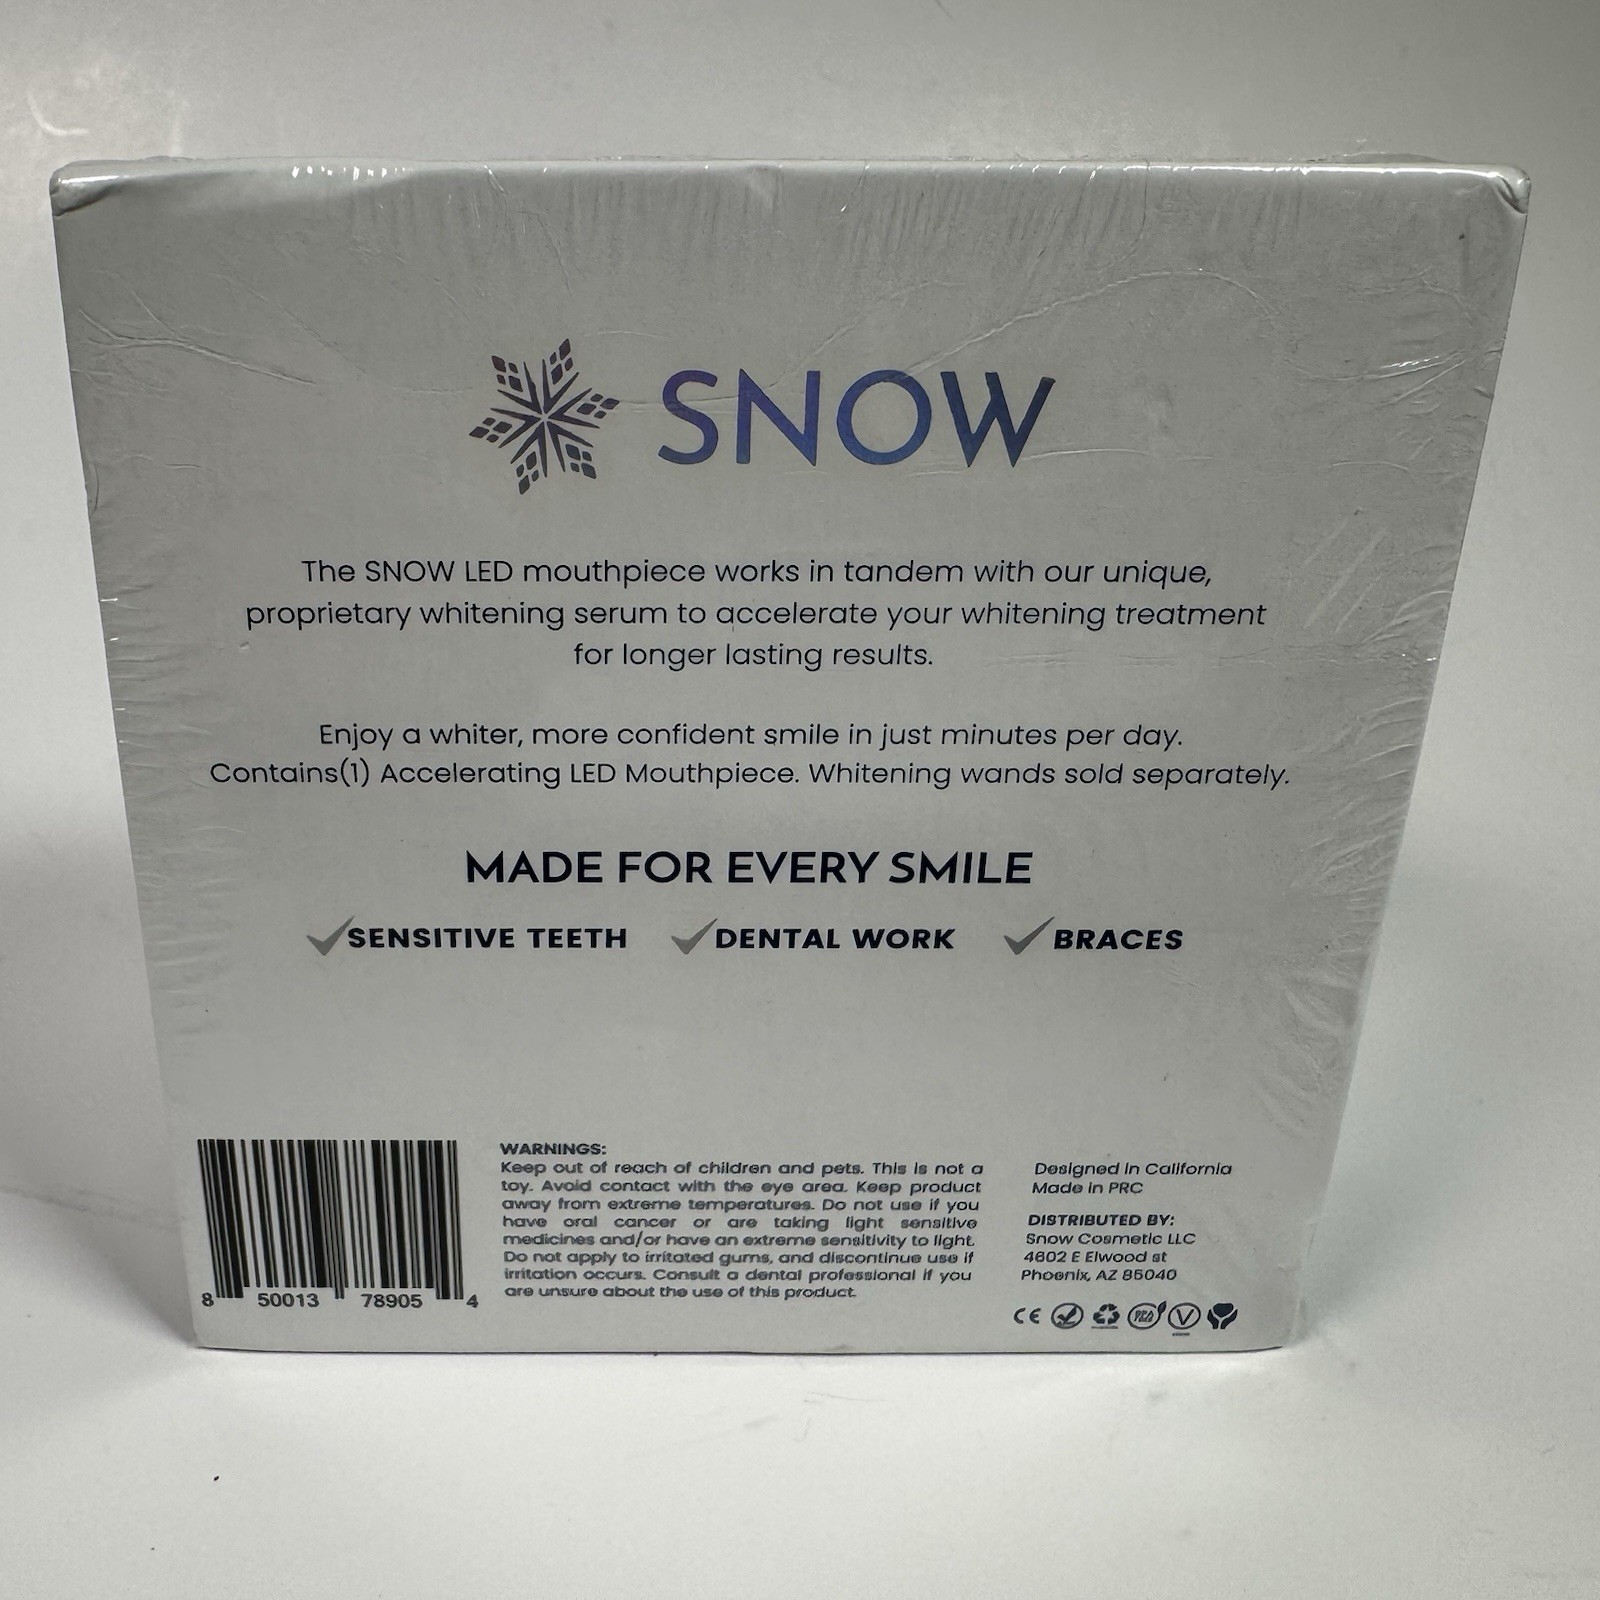 SNOW
The SNOW LED mouthpiece works in tandem with our unique,
proprietary whitening serum to accelerate your whitening treatment
for longer lasting results.
Enjoy a whiter, more confident smile in just minutes per day.
Contains(1) Accelerating LED Mouthpiece. Whitening wands sold separately.
MADE FOR EVERY SMILE
SENSITIVE TEETH DENTAL WORK BRACES
8 50013 78905 4
WARNINGS:
Keep out of reach of children and pets. This is not a
toy. Avoid contact with the eye area. Keep product
away from extreme temperatures. Do not use if you
have oral cancer or are taking light sensitive
medicines and/or have an extreme sensitivity to light.
Do not apply to irritated gums, and discontinue use if
irritation occurs. Consult a dental professional if you
are unsure about the use of this product.
Designed in California
Made in PRC
DISTRIBUTED BY:
Snow Cosmetic LLC
4602 E Elwood st
Phoenix, AZ 85040
CE
V